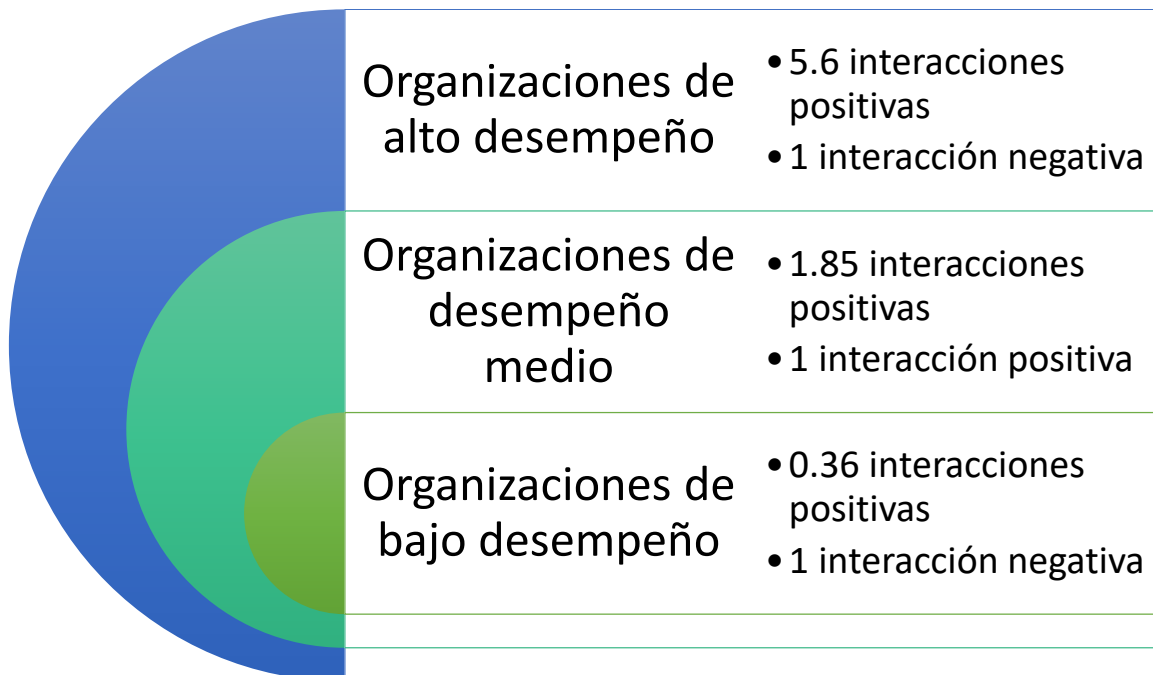 Organizaciones de
alto desempeño
• 5.6 interacciones
positivas
• 1 interacción negativa
Organizaciones de
desempeño
medio
• 1.85 interacciones
positivas
• 1 interacción positiva
Organizaciones de
bajo desempeño
• 0.36 interacciones
positivas
• 1 interacción negativa